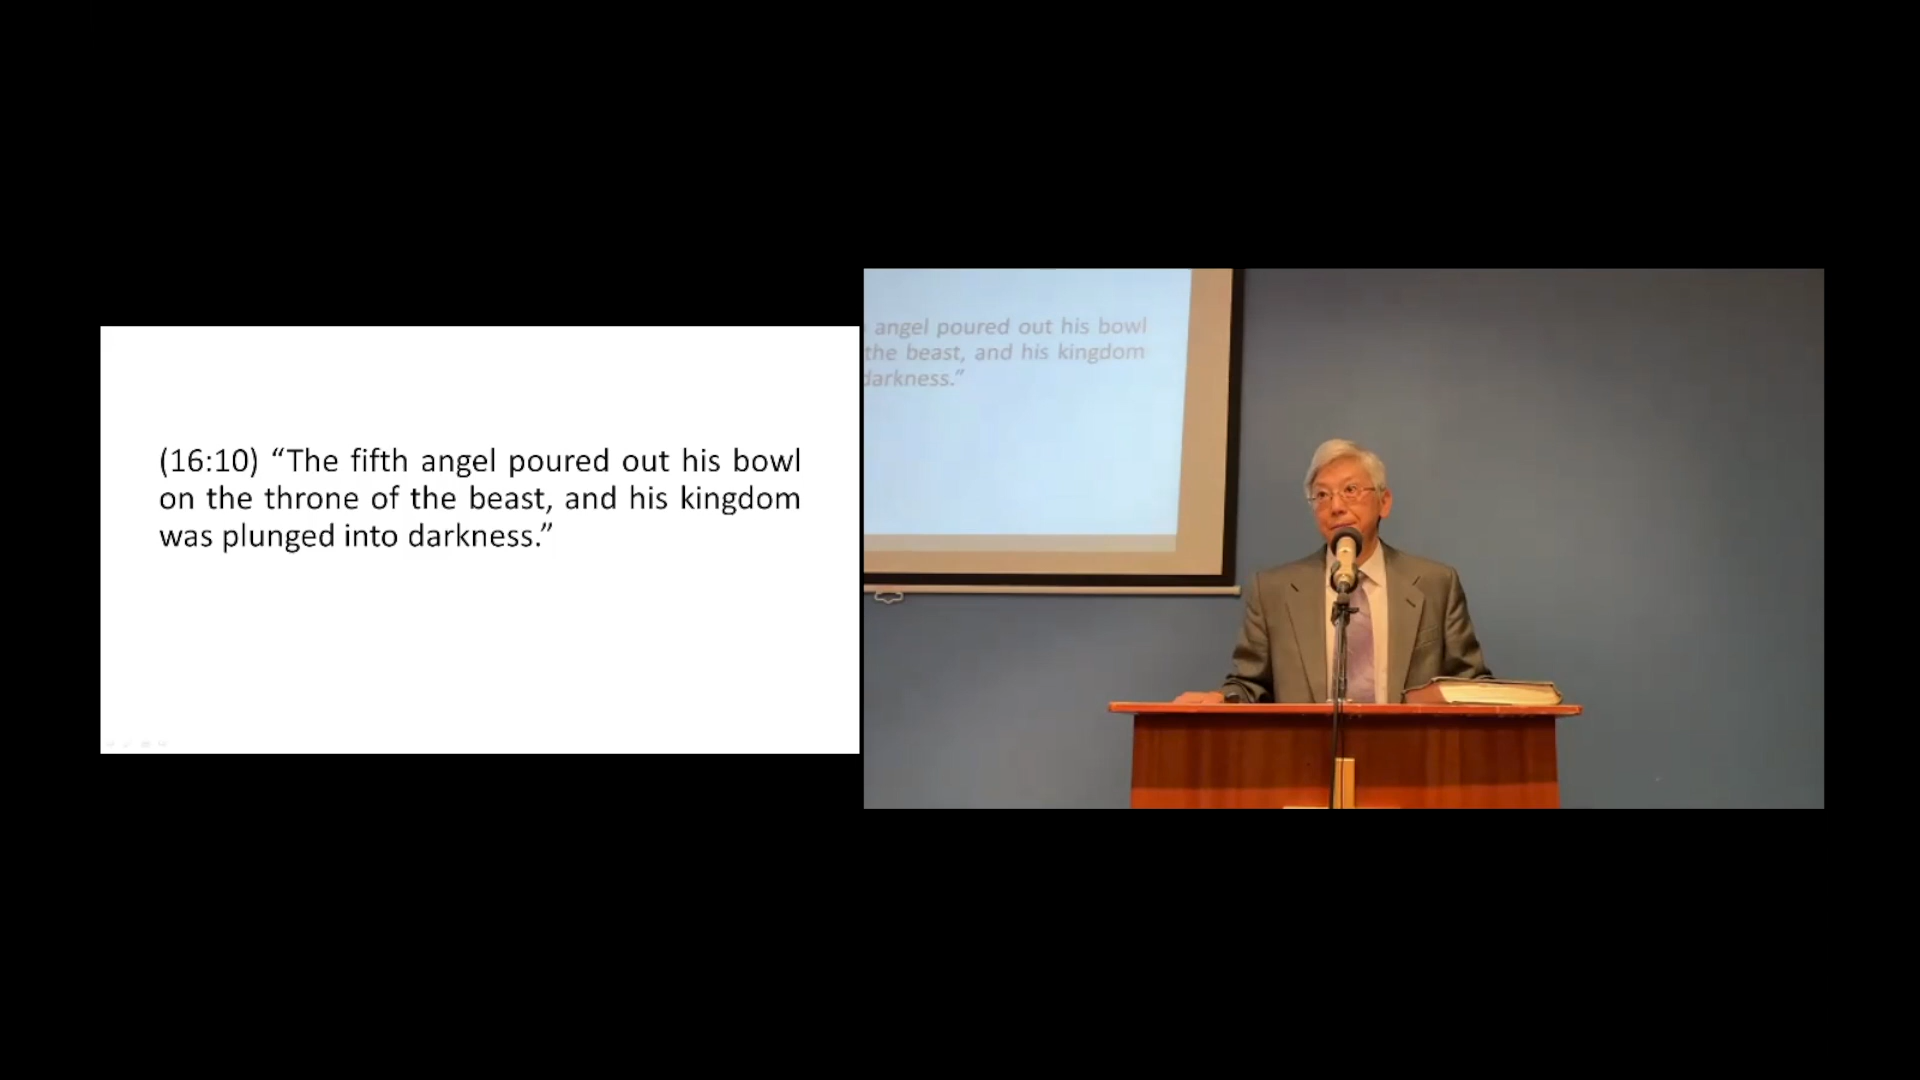 (16:10) “The fifth angel poured out his bowl
on the throne of the beast, and his kingdom
was plunged into darkness.”
angel poured out his bowl
the beast, and his kingdom
darkness.”